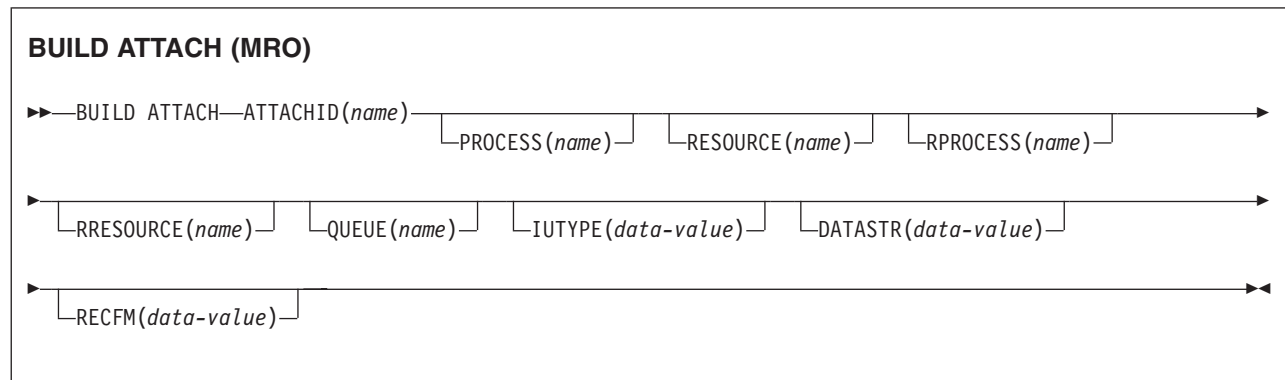 BUILD ATTACH (MRO)
BUILD ATTACH ATTACHID(name)
PROCESS(name) RESOURCE(name) RPROCESS(name)
RRESOURCE(name) QUEUE(name) IUTYPE(data-value) DATASTR(data-value)
RECFM(data-value)